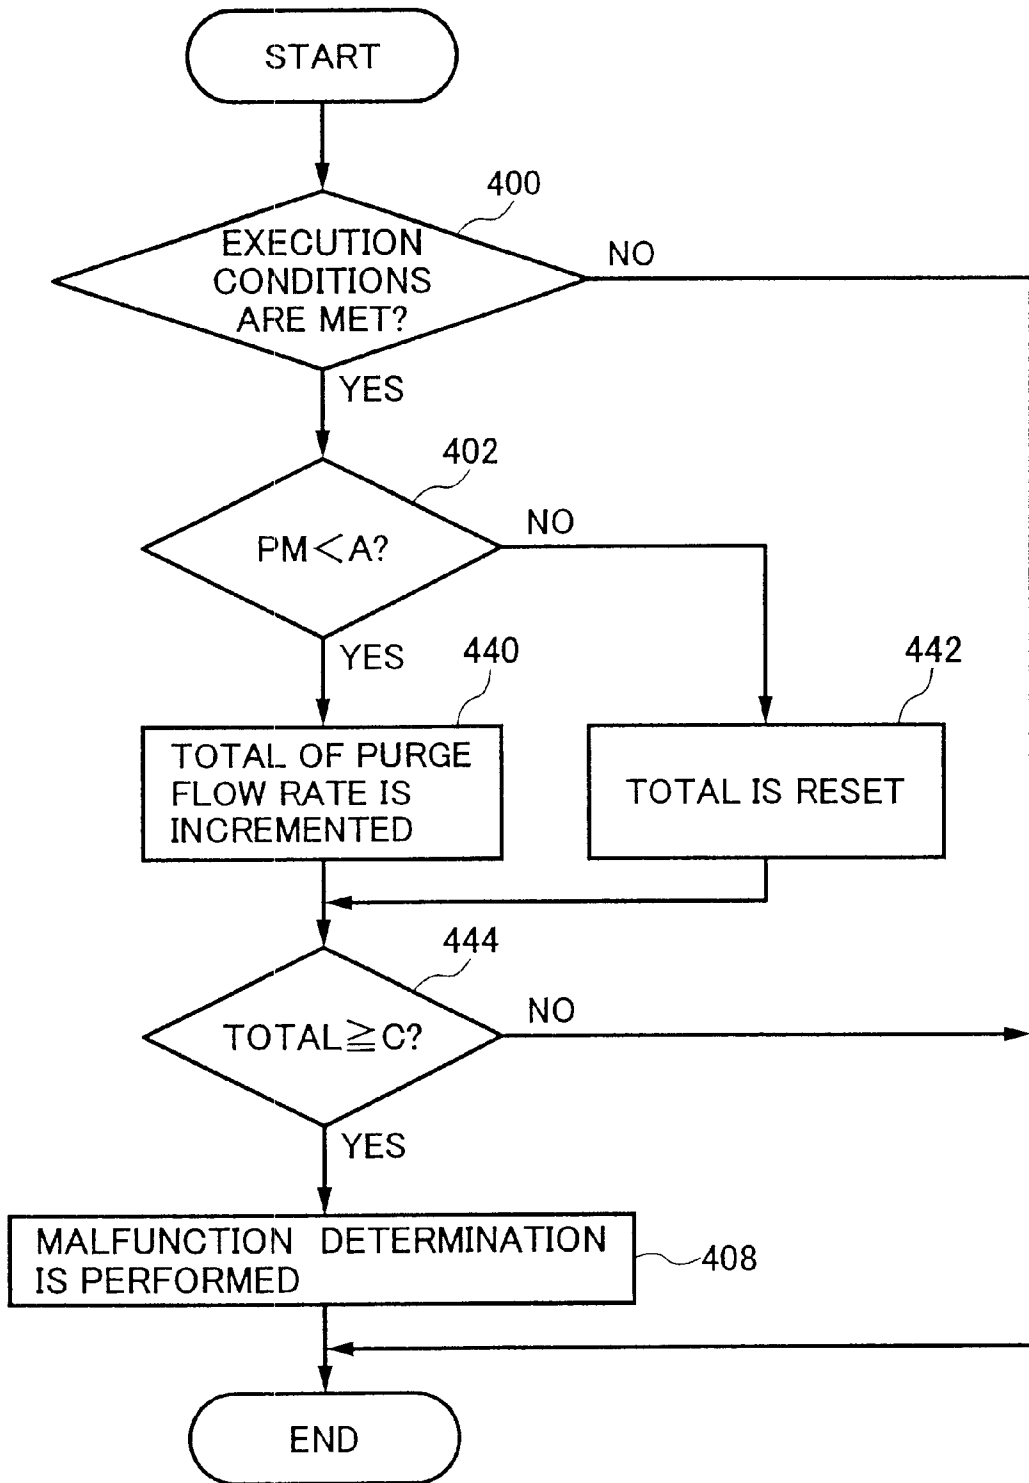 START
400
EXECUTION
CONDITIONS
ARE MET?
NO
YES
402
PM<A?
NO
YES
440
442
TOTAL OF PURGE
FLOW RATE IS
INCREMENTED
TOTAL IS RESET
444
TOTAL≧C?
NO
YES
MALFUNCTION DETERMINATION
IS PERFORMED
408
END